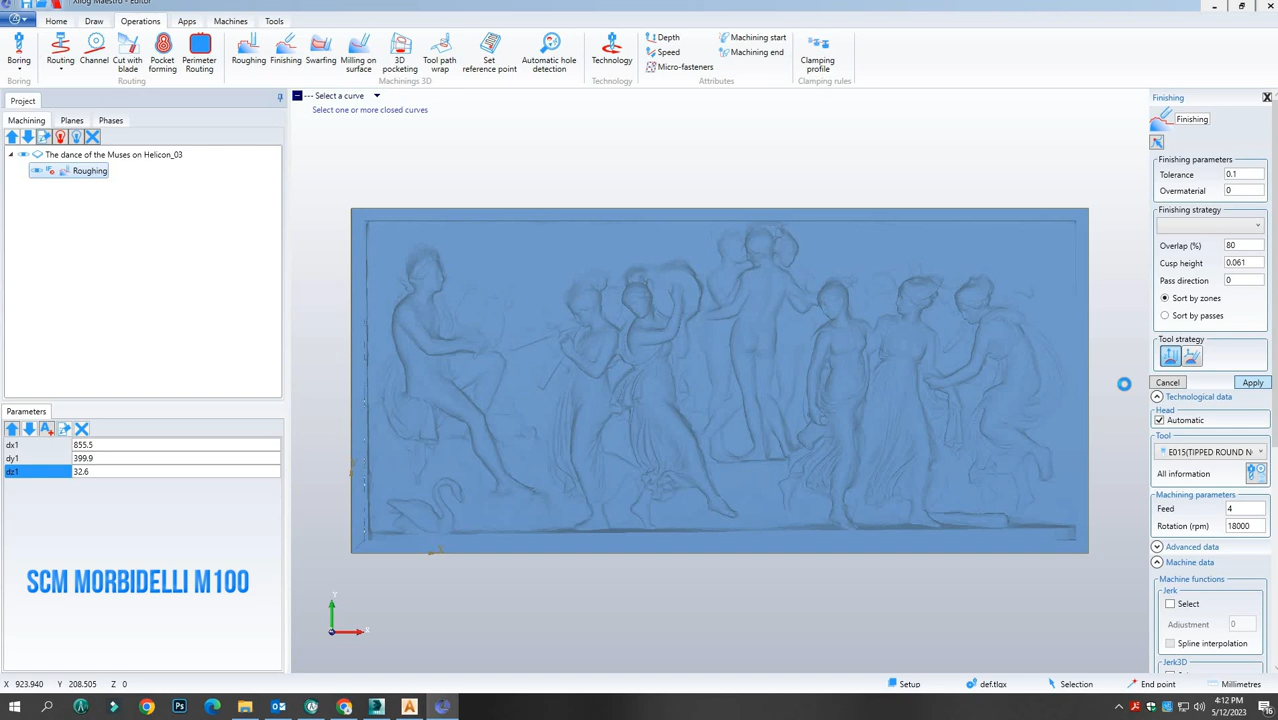 Xilog Maestro - Editor
Home Draw Operations Apps Machines Tools
Boring Routing Channel Cut with blade Pocket forming Perimeter Routing Roughing Finishing Swarfing Milling on surface 3D pocketing Tool path wrap Set reference point Automatic hole detection Technology Depth Speed Micro-fasteners Machining start Machining end Clamping profile
Boring Routing Machinings 3D Technology Attributes Clamping rules
Project
Machining Planes Phases
The dance of the Muses on Helicon_03
Roughing
Parameters
dx1 855.5
dy1 399.9
dz1 32.6
SCM MORBIDELLI M100
--- Select a curve
Select one or more closed curves
Y
X
Finishing
Finishing
Finishing parameters
Tolerance 0.1
Overmaterial 0
Finishing strategy
Overlap (%) 80
Cusp height 0.061
Pass direction 0
Sort by zones
Sort by passes
Tool strategy
Cancel Apply
Technological data
Head
Automatic
Tool
E015(TIPPED ROUND N
All information
Machining parameters
Feed 4
Rotation (rpm) 18000
Advanced data
Machine data
Machine functions
Jerk
Select
Adjustment 0
Spline interpolation
Jerk3D
X 923.940 Y 208.505 Z 0 Setup def.tlgx Selection End point Millimetres
4:12 PM
5/12/2023